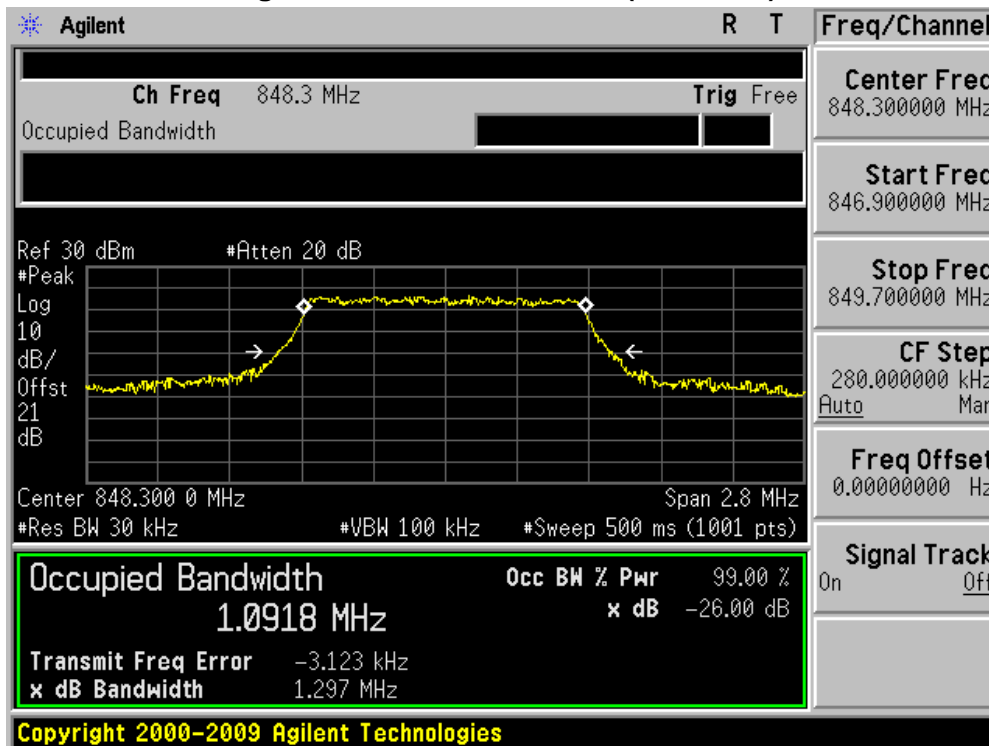 Agilent R T Freq/Channel
Ch Freq 848.3 MHz Trig Free
Occupied Bandwidth
Center Freq
848.300000 MHz
Start Freq
846.900000 MHz
Stop Freq
849.700000 MHz
CF Step
280.000000 kHz
Auto Man
Freq Offset
0.00000000 Hz
Signal Track
On Off
Ref 30 dBm #Atten 20 dB
#Peak
Log
10
dB/
Offst
21
dB
Center 848.300 0 MHz Span 2.8 MHz
#Res BW 30 kHz #VBW 100 kHz #Sweep 500 ms (1001 pts)
Occupied Bandwidth Occ BW % Pwr 99.00 %
1.0918 MHz x dB -26.00 dB
Transmit Freq Error -3.123 kHz
x dB Bandwidth 1.297 MHz
Copyright 2000-2009 Agilent Technologies